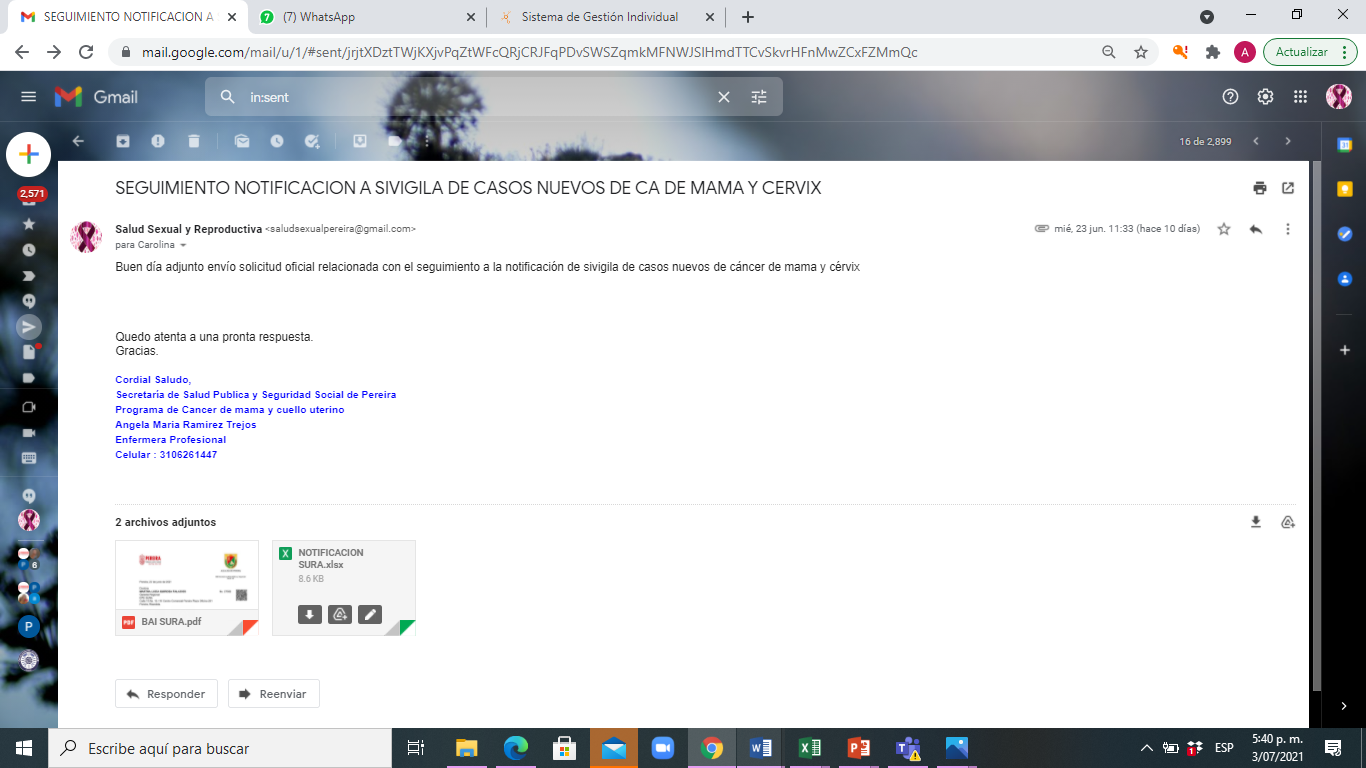 SEGUIMIENTO NOTIFICACION A
(7) WhatsApp
Sistema de Gestión Individual
mail.google.com/mail/u/1/#sent/jrjtXDztTWjKXjvPqZtWFcQRjCRJFqPDvSWSZqmkMFNWJSIHmdTTCvSkvrHFnMwZCxFZMmQc
A
Actualizar
Gmail
in:sent
16 de 2,899
2,571
SEGUIMIENTO NOTIFICACION A SIVIGILA DE CASOS NUEVOS DE CA DE MAMA Y CERVIX
Salud Sexual y Reproductiva <saludsexualpereira@gmail.com>
mié, 23 jun. 11:33 (hace 10 días)
para Carolina
Buen día adjunto envío solicitud oficial relacionada con el seguimiento a la notificación de sivigila de casos nuevos de cáncer de mama y cérvix
Quedo atenta a una pronta respuesta.
Gracias.
Cordial Saludo,
Secretaría de Salud Publica y Seguridad Social de Pereira
Programa de Cancer de mama y cuello uterino
Angela Maria Ramirez Trejos
Enfermera Profesional
Celular : 3106261447
2 archivos adjuntos
PEREIRA
PDF
BAI SURA.pdf
X
NOTIFICACION
SURA.xlsx
8.6 KB
P
6
P
Responder
Reenviar
Escribe aquí para buscar
ESP
5:40 p. m.
3/07/2021